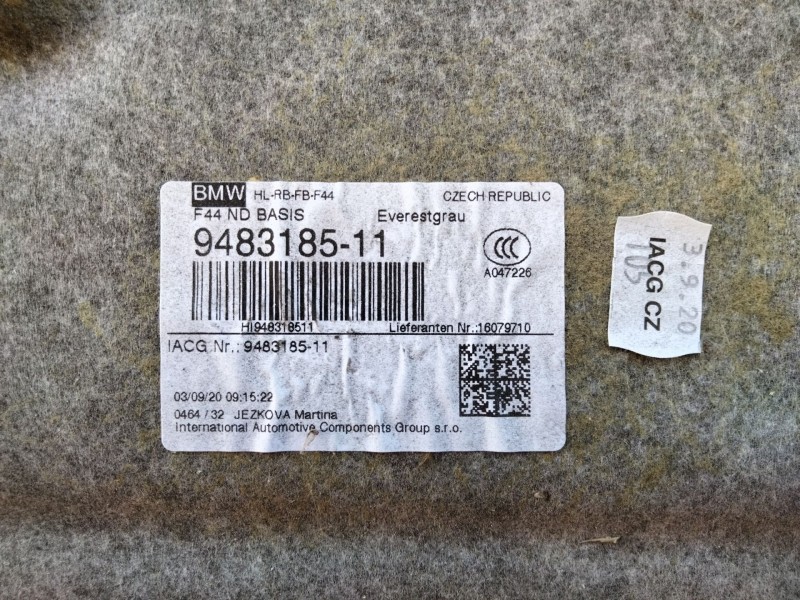 BMW HL-RB-FB-F44 CZECH REPUBLIC
F44 ND BASIS Everestgrau
9483185-11
CCC
A047226
HI948318511 Lieferanten Nr.:16079710
IACG Nr.: 9483185-11
03/09/20 09:15:22
0464 / 32 JEZKOVA Martina
International Automotive Components Group s.r.o.
3.9.20
IACG CZ
105